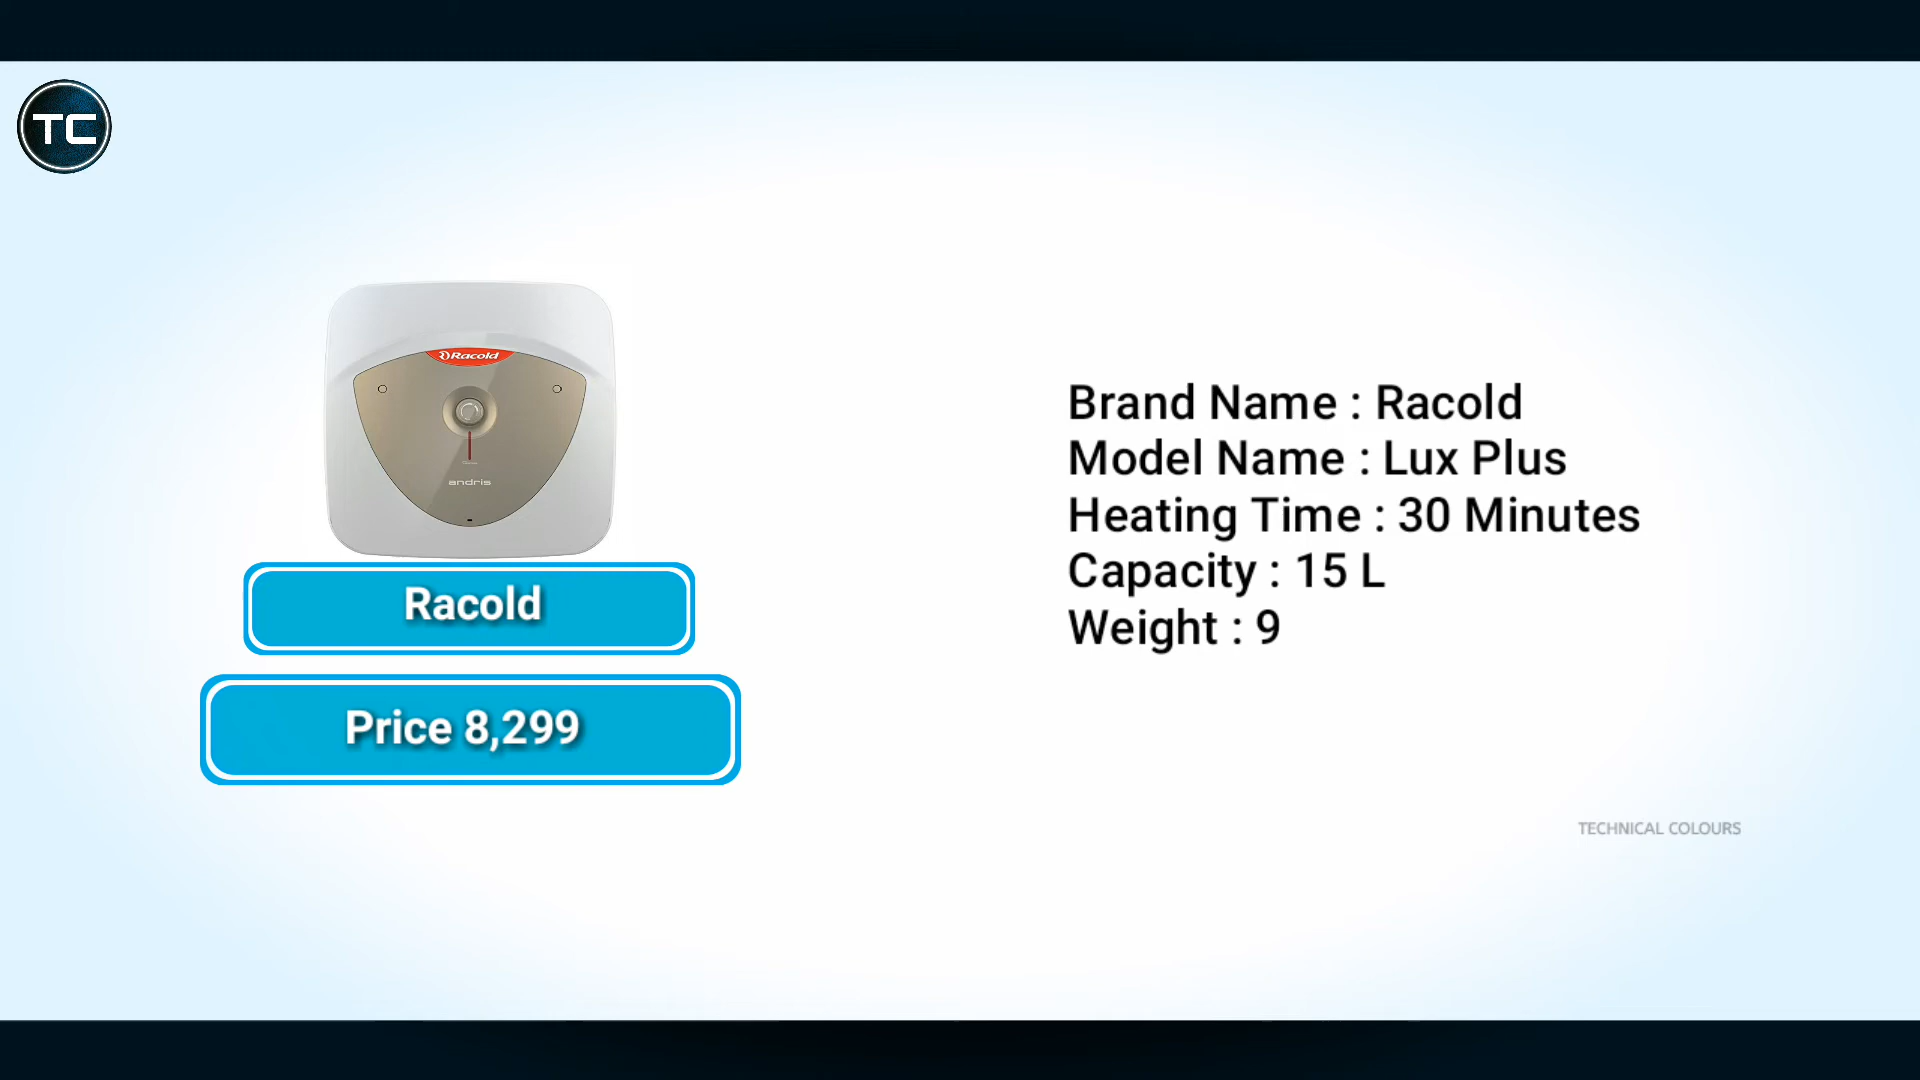 TC
Racold
andris
Racold
Price 8,299
Brand Name : Racold
Model Name : Lux Plus
Heating Time : 30 Minutes
Capacity : 15 L
Weight : 9
TECHNICAL COLOURS